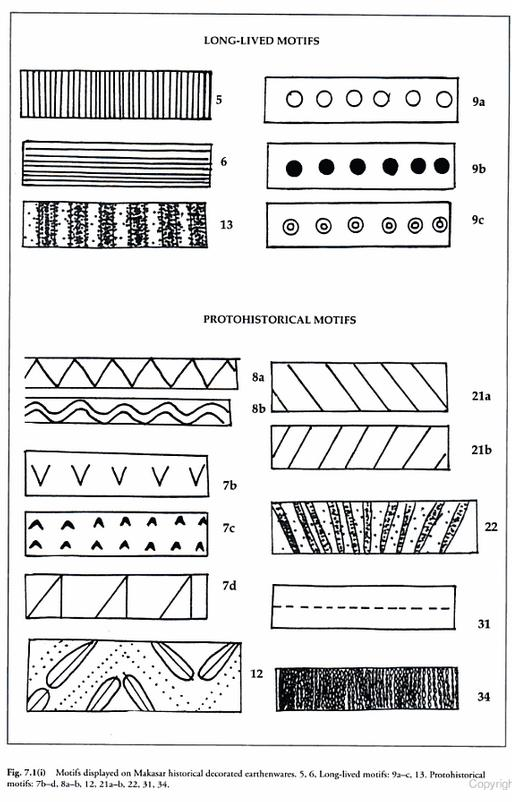 LONG-LIVED MOTIFS
5
9a
6
9b
13
9c
PROTOHISTORICAL MOTIFS
8a
21a
8b
21b
7b
7c
22
7d
31
12
34
Fig. 7.1(i) Motifs displayed on Makasar historical decorated earthenwares. 5, 6, Long-lived motifs: 9a–c, 13. Protohistorical
motifs: 7b–d, 8a–b, 12, 21a–b, 22, 31, 34.
Copyrigh